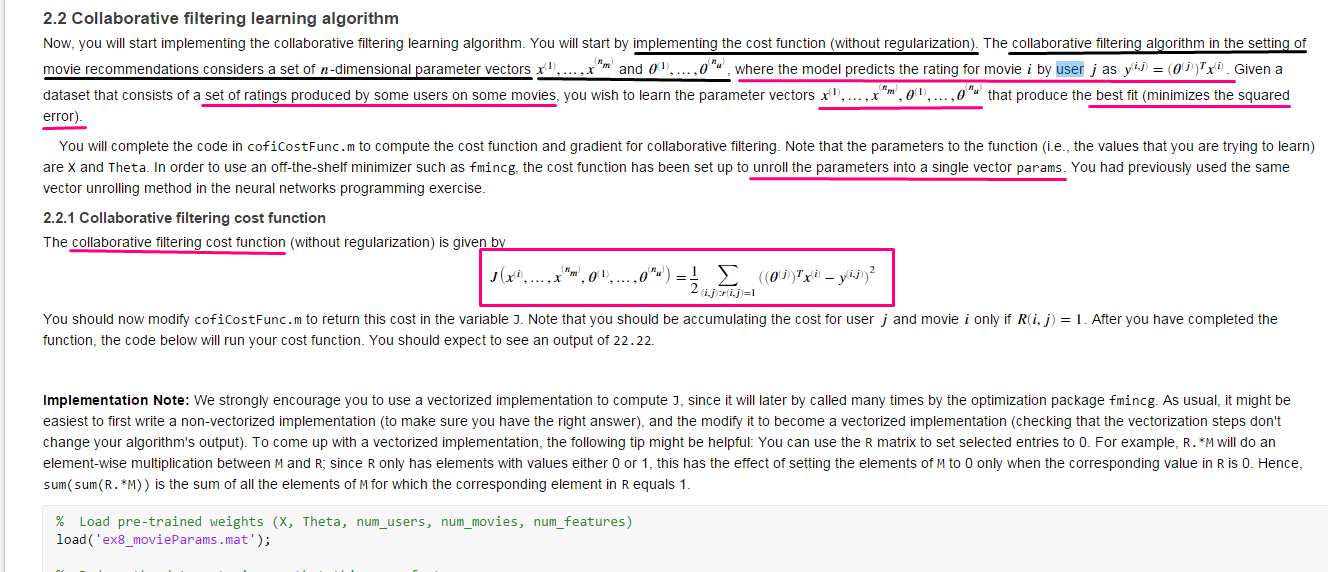 2.2 Collaborative filtering learning algorithm
Now, you will start implementing the collaborative filtering learning algorithm. You will start by implementing the cost function (without regularization). The collaborative filtering algorithm in the setting of
movie recommendations considers a set of n-dimensional parameter vectors x^(1), ..., x^(n_m) and θ^(1), ..., θ^(n_u), where the model predicts the rating for movie i by user j as y^(i,j) = (θ^(j))^T x^(i). Given a
dataset that consists of a set of ratings produced by some users on some movies, you wish to learn the parameter vectors x^(1), ..., x^(n_m), θ^(1), ..., θ^(n_u) that produce the best fit (minimizes the squared
error).
You will complete the code in cofiCostFunc.m to compute the cost function and gradient for collaborative filtering. Note that the parameters to the function (i.e., the values that you are trying to learn)
are X and Theta. In order to use an off-the-shelf minimizer such as fmincg, the cost function has been set up to unroll the parameters into a single vector params. You had previously used the same
vector unrolling method in the neural networks programming exercise.
2.2.1 Collaborative filtering cost function
The collaborative filtering cost function (without regularization) is given by
J(x^(i), ..., x^(n_m), θ^(1), ..., θ^(n_u)) = 1/2 ∑_(i,j):r(i,j)=1 ((θ^(j))^T x^(i) − y^(i,j))^2
You should now modify cofiCostFunc.m to return this cost in the variable J. Note that you should be accumulating the cost for user j and movie i only if R(i, j) = 1. After you have completed the
function, the code below will run your cost function. You should expect to see an output of 22.22.
Implementation Note: We strongly encourage you to use a vectorized implementation to compute J, since it will later by called many times by the optimization package fmincg. As usual, it might be
easiest to first write a non-vectorized implementation (to make sure you have the right answer), and the modify it to become a vectorized implementation (checking that the vectorization steps don't
change your algorithm's output). To come up with a vectorized implementation, the following tip might be helpful: You can use the R matrix to set selected entries to 0. For example, R.*M will do an
element-wise multiplication between M and R; since R only has elements with values either 0 or 1, this has the effect of setting the elements of M to 0 only when the corresponding value in R is 0. Hence,
sum(sum(R.*M)) is the sum of all the elements of M for which the corresponding element in R equals 1.
% Load pre-trained weights (X, Theta, num_users, num_movies, num_features)
load('ex8_movieParams.mat');